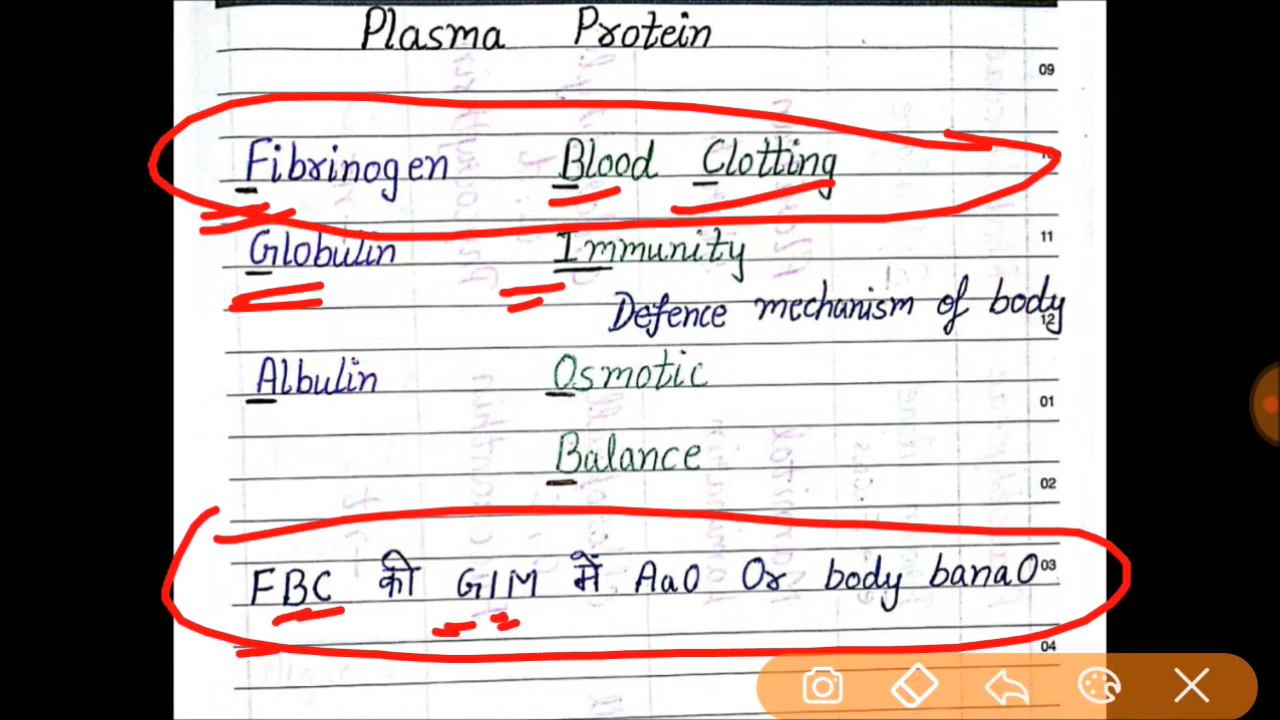 Plasma Protein
09
Fibrinogen Blood Clotting
Globulin Immunity 11
Defence mechanism of body
12
Albulin Osmotic
01
Balance
02
FBC की GIM में AaO Or body banaO 03
04